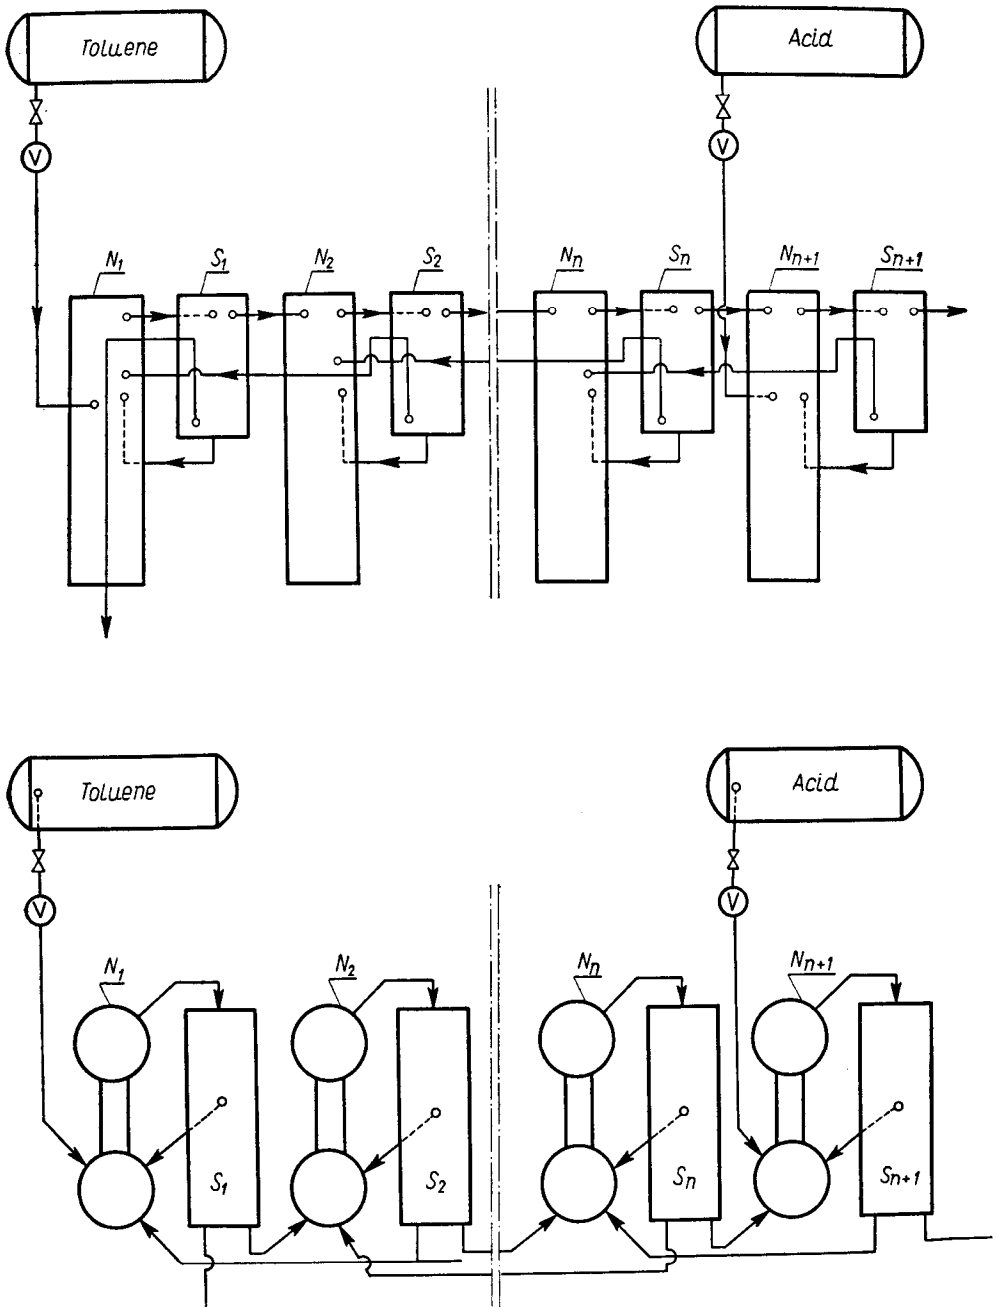 Toluene
Acid
V
V
N₁
S₁
N₂
S₂
Nₙ
Sₙ
Nₙ₊₁
Sₙ₊₁
Toluene
Acid
V
V
N₁
N₂
Nₙ
Nₙ₊₁
S₁
S₂
Sₙ
Sₙ₊₁